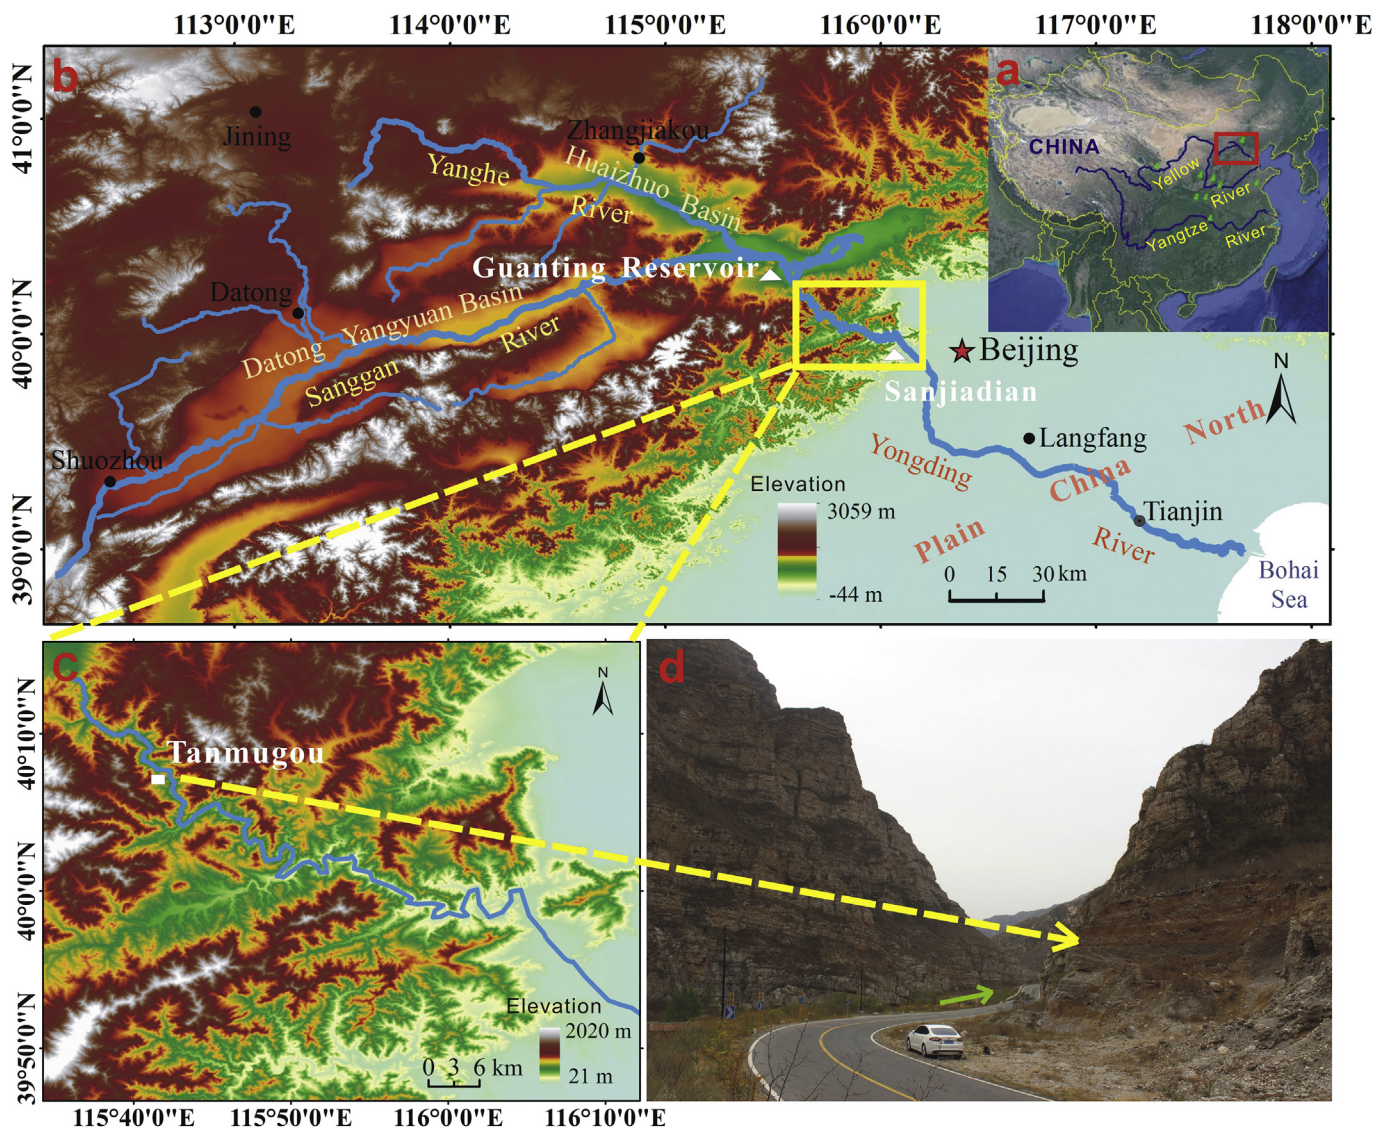 113°0'0"E
114°0'0"E
115°0'0"E
116°0'0"E
117°0'0"E
118°0'0"E
41°0'0"N
40°0'0"N
39°0'0"N
b
Jining
Zhangjiakou
Yanghe
River
Huaizhuo
Basin
Guanting Reservoir
Datong
Yangyuan Basin
Datong
Sanggan
River
Shuozhou
Sanjiadian
Beijing
Langfang
Yongding
River
Tianjin
North
China
Plain
Bohai
Sea
N
Elevation
3059 m
-44 m
0 15 30 km
a
CHINA
Yellow
River
Yangtze
River
c
N
Tanmugou
40°10'0"N
40°0'0"N
39°50'0"N
Elevation
2020 m
21 m
0 3 6 km
115°40'0"E
115°50'0"E
116°0'0"E
116°10'0"E
d